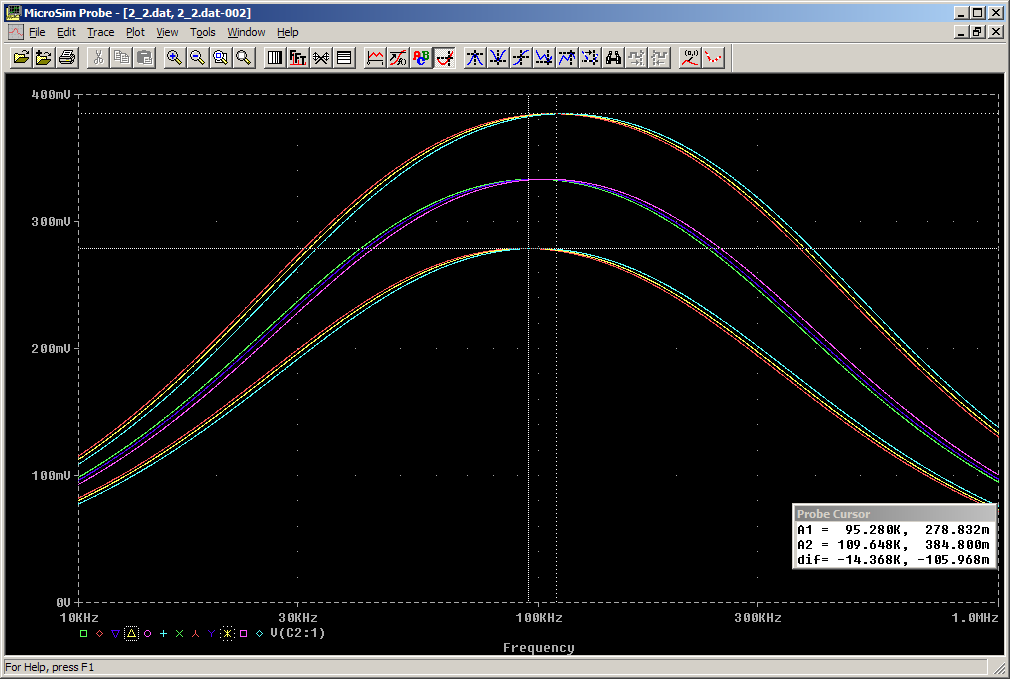 MicroSim Probe - [2_2.dat, 2_2.dat-002]
File Edit Trace Plot View Tools Window Help
400mV
300mV
200mV
100mV
0V
10KHz 30KHz 100KHz 300KHz 1.0MHz
V(C2:1)
Frequency
Probe Cursor
A1 = 95.280K, 278.832m
A2 = 109.648K, 384.800m
dif= -14.368K, -105.968m
For Help, press F1